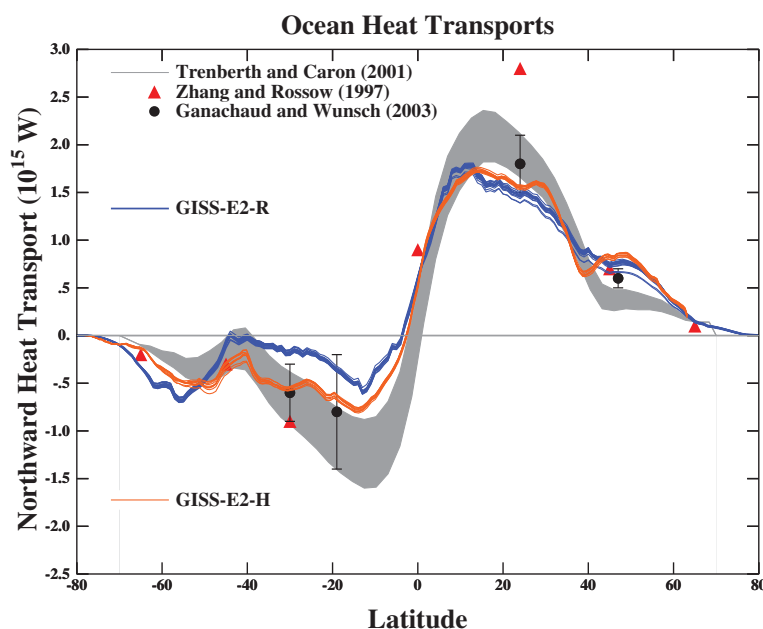 Ocean Heat Transports
3.0
Trenberth and Caron (2001)
Zhang and Rossow (1997)
2.5
Ganachaud and Wunsch (2003)
2.0
1.5
GISS-E2-R
1.0
.5
0.
-.5
-1.0
-1.5
GISS-E2-H
-2.0
-2.5
Northward Heat Transport (10^15 W)
-80 -60 -40 -20 0 20 40 60 80
Latitude